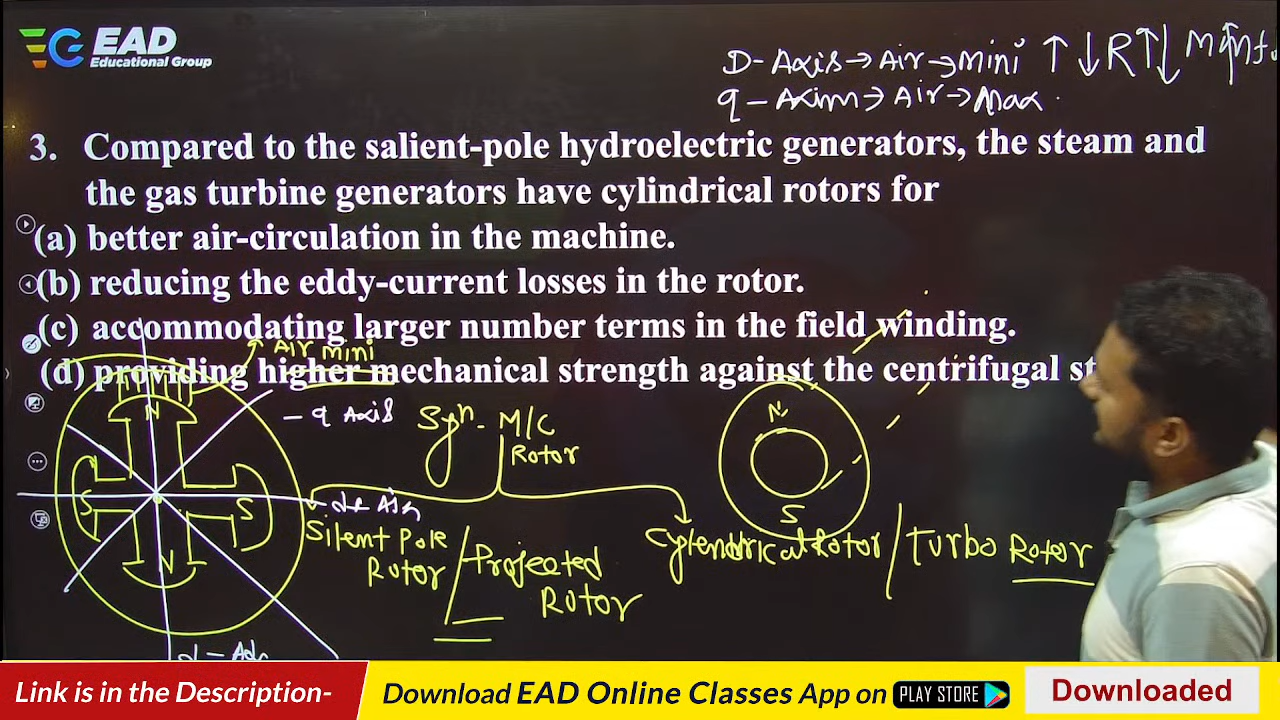 EAD
Educational Group
D-Axis → Air → Mini ↑ ↓ R ↑ ↓
q - Axim → Air → Max.
3. Compared to the salient-pole hydroelectric generators, the steam and
the gas turbine generators have cylindrical rotors for
(a) better air-circulation in the machine.
(b) reducing the eddy-current losses in the rotor.
(c) accommodating larger number terms in the field winding.
(d) providing higher mechanical strength against the centrifugal st
Air mini
N
- q Axis
Syn. M/C
Rotor
N
S
S
S
N
Silent Pole
Rotor / Projected
Rotor
Cylendrical Rotor / Turbo Rotor
Link is in the Description-
Download EAD Online Classes App on PLAY STORE
Downloaded